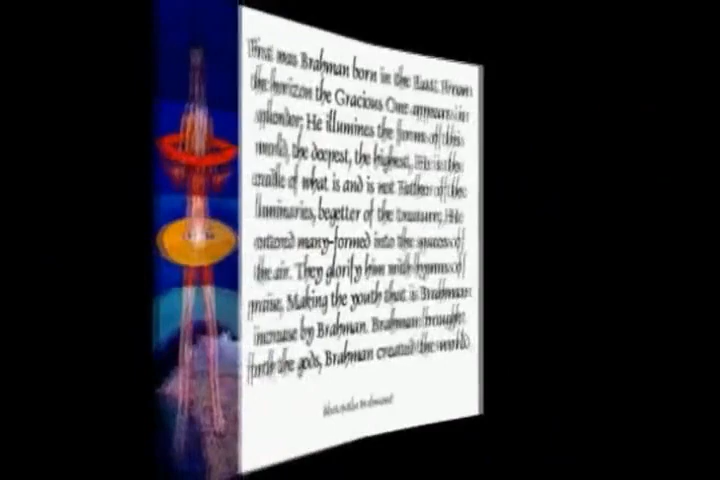 First was Brahman born in the East. From
the horizon the Gracious One appears in
splendor; He illumines the forms of this
world, the deepest, the highest, He is the
cradle of what is and is not. Father of the
luminaries, begetter of the treasure, He
entered many-formed into the spaces of
the air. They glorify him with hymns of
praise, Making the youth that is Brahman
increase by Brahman. Brahman brought
forth the gods, Brahman created the world.